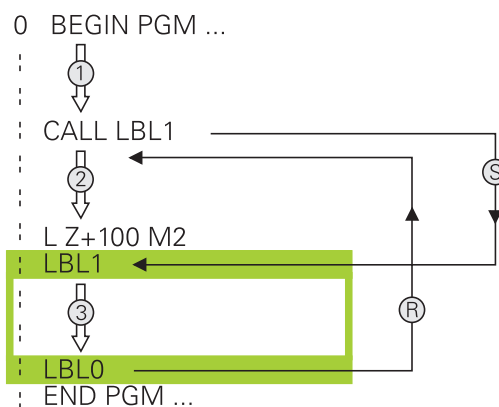 0 BEGIN PGM ...
1
CALL LBL1
S
2
L Z+100 M2
LBL1
3
R
LBL0
END PGM ...